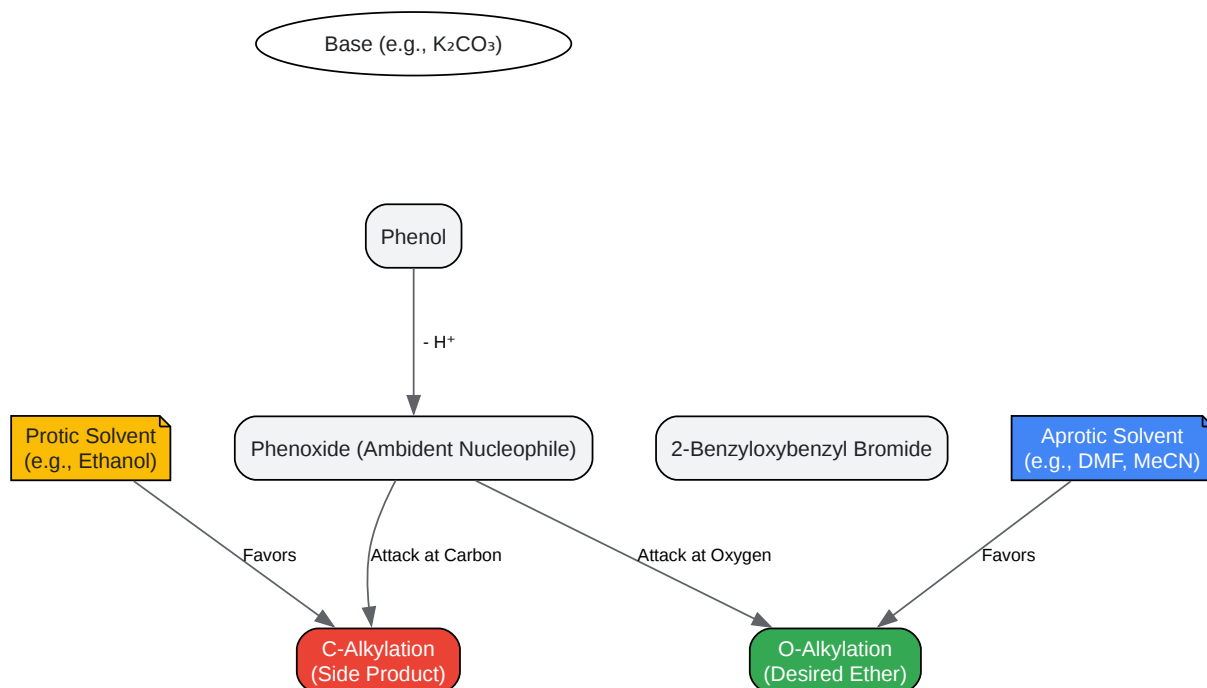 Base (e.g., K₂CO₃)
Phenol
- H⁺
Protic Solvent
(e.g., Ethanol)
Phenoxide (Ambident Nucleophile)
2-Benzyloxybenzyl Bromide
Aprotic Solvent
(e.g., DMF, MeCN)
Favors
Attack at Carbon
Attack at Oxygen
Favors
C-Alkylation
(Side Product)
O-Alkylation
(Desired Ether)